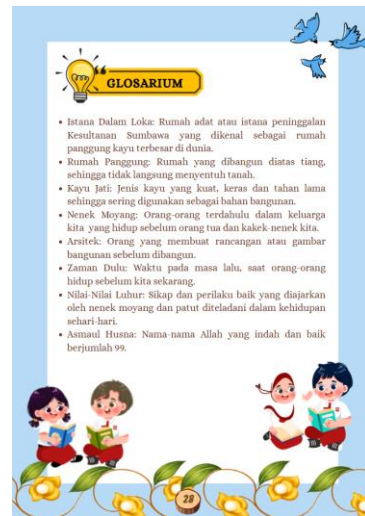 GLOSARIUM
• Istana Dalam Loka: Rumah adat atau istana peninggalan
Kesultanan Sumbawa yang dikenal sebagai rumah
panggung kayu terbesar di dunia.
• Rumah Panggung: Rumah yang dibangun diatas tiang,
sehingga tidak langsung menyentuh tanah.
• Kayu Jati: Jenis kayu yang kuat, keras dan tahan lama
sehingga sering digunakan sebagai bahan bangunan.
• Nenek Moyang: Orang-orang terdahulu dalam keluarga
kita yang hidup sebelum orang tua dan kakek-nenek kita.
• Arsitek: Orang yang membuat rancangan atau gambar
bangunan sebelum dibangun.
• Zaman Dulu: Waktu pada masa lalu, saat orang-orang
hidup sebelum kita sekarang.
• Nilai-Nilai Luhur: Sikap dan perilaku baik yang diajarkan
oleh nenek moyang dan patut diteladani dalam kehidupan
sehari-hari.
• Asmaul Husna: Nama-nama Allah yang indah dan baik
berjumlah 99.
28